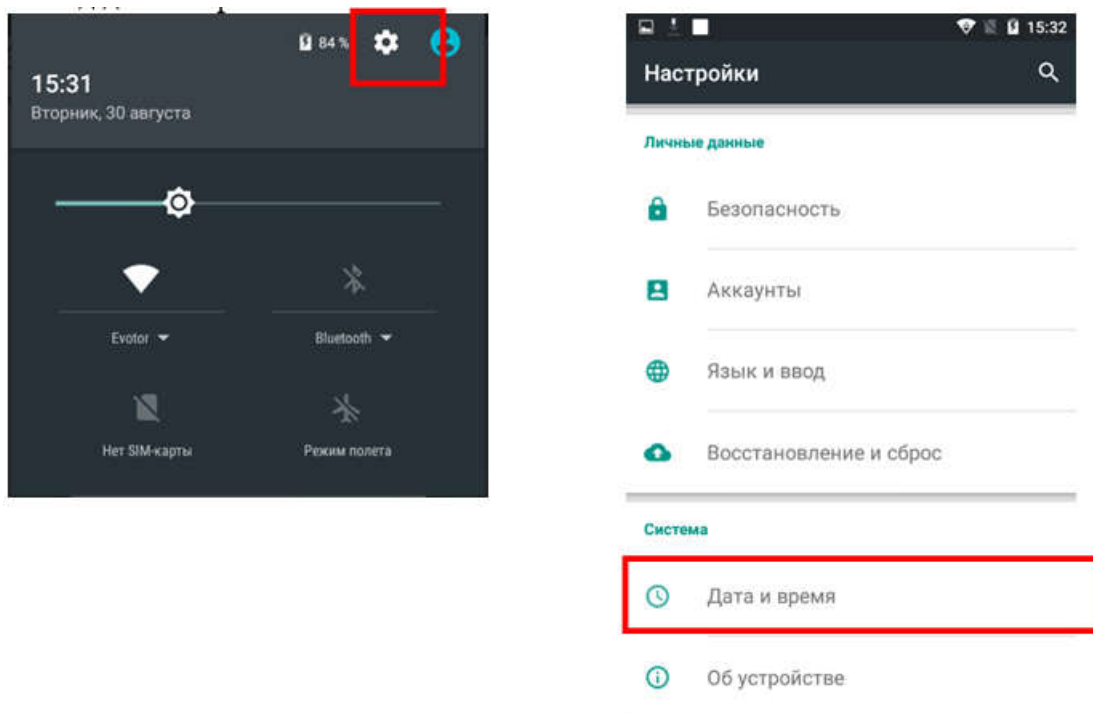 84 %
15:31
Вторник, 30 августа
Evotor
Bluetooth
Нет SIM-карты
Режим полета
15:32
Настройки
Личные данные
Безопасность
Аккаунты
Язык и ввод
Восстановление и сброс
Система
Дата и время
Об устройстве